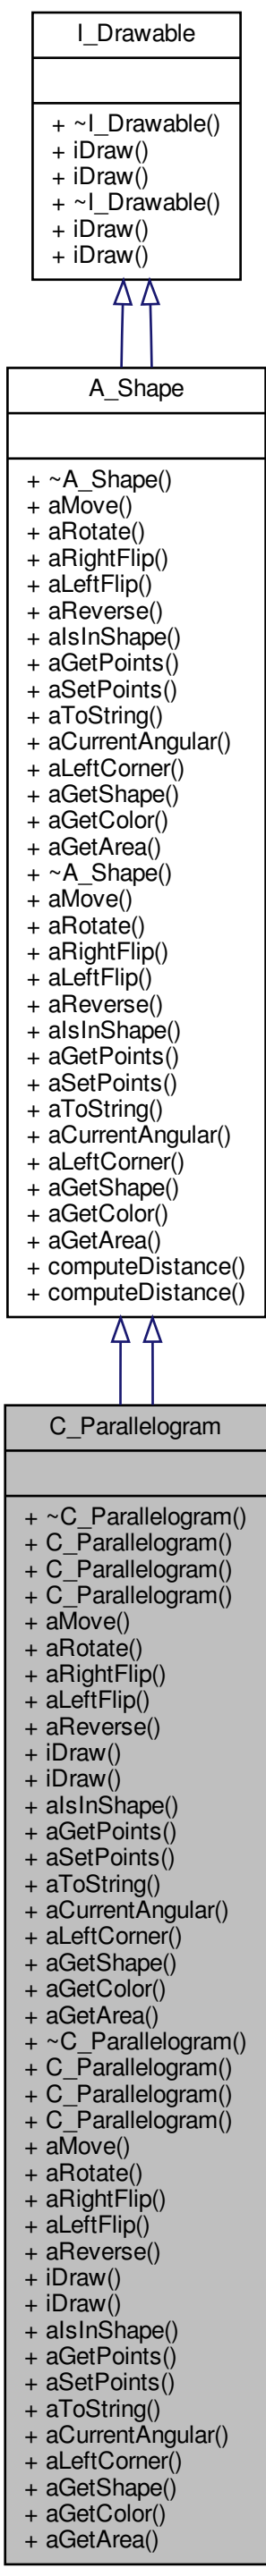 I_Drawable
+ ~I_Drawable()
+ iDraw()
+ iDraw()
+ ~I_Drawable()
+ iDraw()
+ iDraw()
A_Shape
+ ~A_Shape()
+ aMove()
+ aRotate()
+ aRightFlip()
+ aLeftFlip()
+ aReverse()
+ aIsInShape()
+ aGetPoints()
+ aSetPoints()
+ aToString()
+ aCurrentAngular()
+ aLeftCorner()
+ aGetShape()
+ aGetColor()
+ aGetArea()
+ ~A_Shape()
+ aMove()
+ aRotate()
+ aRightFlip()
+ aLeftFlip()
+ aReverse()
+ aIsInShape()
+ aGetPoints()
+ aSetPoints()
+ aToString()
+ aCurrentAngular()
+ aLeftCorner()
+ aGetShape()
+ aGetColor()
+ aGetArea()
+ computeDistance()
+ computeDistance()
C_Parallelogram
+ ~C_Parallelogram()
+ C_Parallelogram()
+ C_Parallelogram()
+ C_Parallelogram()
+ aMove()
+ aRotate()
+ aRightFlip()
+ aLeftFlip()
+ aReverse()
+ iDraw()
+ iDraw()
+ aIsInShape()
+ aGetPoints()
+ aSetPoints()
+ aToString()
+ aCurrentAngular()
+ aLeftCorner()
+ aGetShape()
+ aGetColor()
+ aGetArea()
+ ~C_Parallelogram()
+ C_Parallelogram()
+ C_Parallelogram()
+ C_Parallelogram()
+ aMove()
+ aRotate()
+ aRightFlip()
+ aLeftFlip()
+ aReverse()
+ iDraw()
+ iDraw()
+ aIsInShape()
+ aGetPoints()
+ aSetPoints()
+ aToString()
+ aCurrentAngular()
+ aLeftCorner()
+ aGetShape()
+ aGetColor()
+ aGetArea()